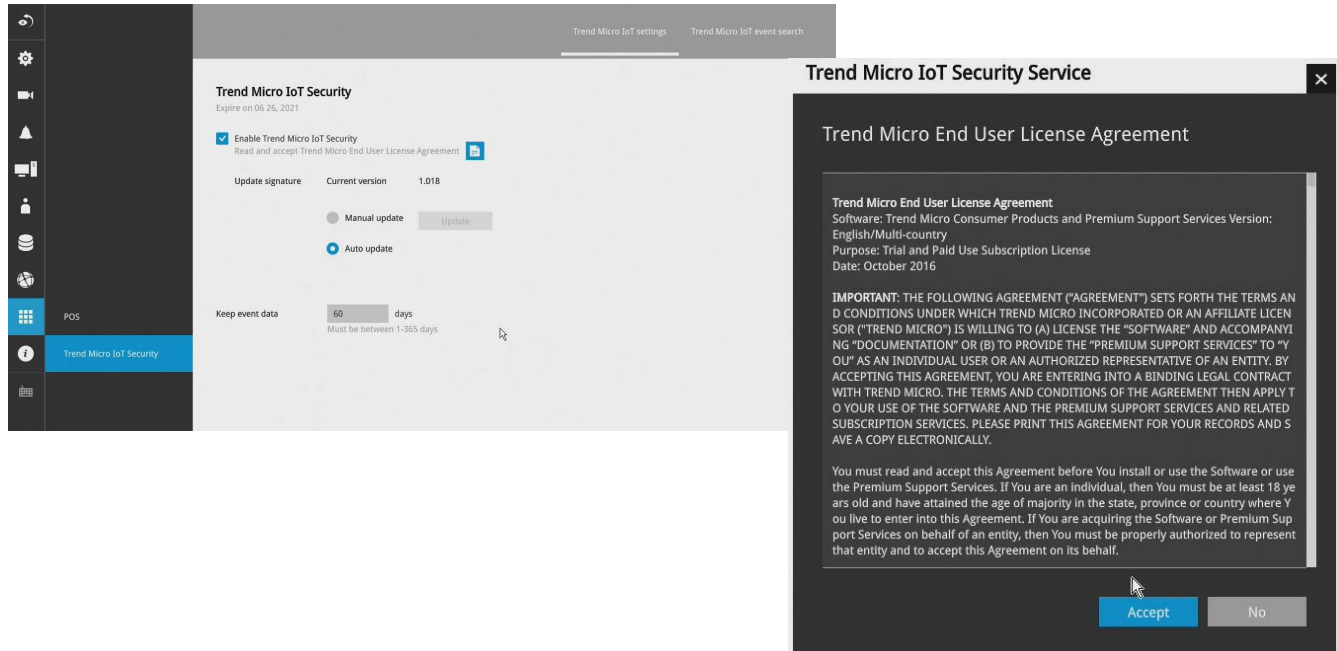 Trend Micro IoT settings
Trend Micro IoT event search
Trend Micro IoT Security
Expire on 06 26, 2021
Enable Trend Micro IoT Security
Read and accept Trend Micro End User License Agreement
Update signature
Current version
1.018
Manual update
Update
Auto update
Keep event data
60
days
Must be between 1-365 days
POS
Trend Micro IoT Security
Trend Micro IoT Security Service
Trend Micro End User License Agreement
Trend Micro End User License Agreement
Software: Trend Micro Consumer Products and Premium Support Services Version:
English/Multi-country
Purpose: Trial and Paid Use Subscription License
Date: October 2016
IMPORTANT: THE FOLLOWING AGREEMENT ("AGREEMENT") SETS FORTH THE TERMS AN
D CONDITIONS UNDER WHICH TREND MICRO INCORPORATED OR AN AFFILIATE LICEN
SOR ("TREND MICRO") IS WILLING TO (A) LICENSE THE “SOFTWARE” AND ACCOMPANYI
NG “DOCUMENTATION” OR (B) TO PROVIDE THE “PREMIUM SUPPORT SERVICES” TO “Y
OU” AS AN INDIVIDUAL USER OR AN AUTHORIZED REPRESENTATIVE OF AN ENTITY. BY
ACCEPTING THIS AGREEMENT, YOU ARE ENTERING INTO A BINDING LEGAL CONTRACT
WITH TREND MICRO. THE TERMS AND CONDITIONS OF THE AGREEMENT THEN APPLY T
O YOUR USE OF THE SOFTWARE AND THE PREMIUM SUPPORT SERVICES AND RELATED
SUBSCRIPTION SERVICES. PLEASE PRINT THIS AGREEMENT FOR YOUR RECORDS AND S
AVE A COPY ELECTRONICALLY.
You must read and accept this Agreement before You install or use the Software or use
the Premium Support Services. If You are an individual, then You must be at least 18 ye
ars old and have attained the age of majority in the state, province or country where Y
ou live to enter into this Agreement. If You are acquiring the Software or Premium Sup
port Services on behalf of an entity, then You must be properly authorized to represent
that entity and to accept this Agreement on its behalf.
Accept
No